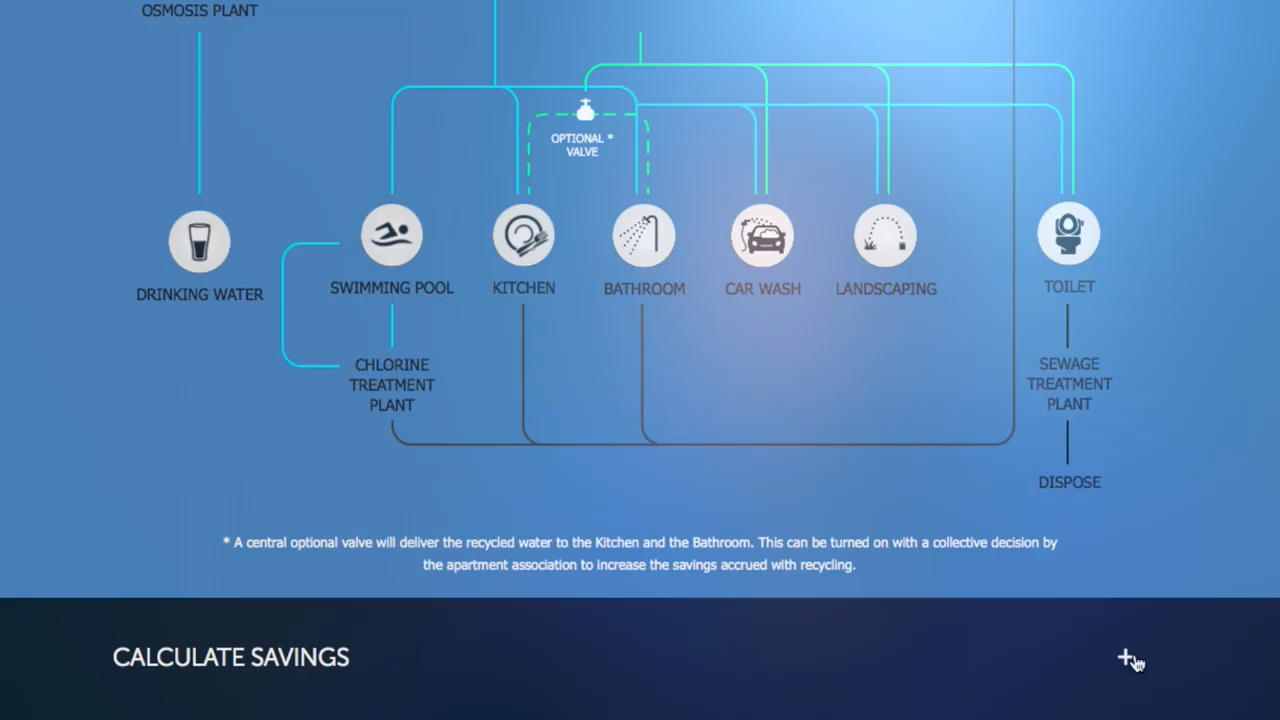 OSMOSIS PLANT
OPTIONAL *
VALVE
DRINKING WATER
SWIMMING POOL
KITCHEN
BATHROOM
CAR WASH
LANDSCAPING
TOILET
CHLORINE
TREATMENT
PLANT
SEWAGE
TREATMENT
PLANT
DISPOSE
* A central optional valve will deliver the recycled water to the Kitchen and the Bathroom. This can be turned on with a collective decision by
the apartment association to increase the savings accrued with recycling.
CALCULATE SAVINGS
+